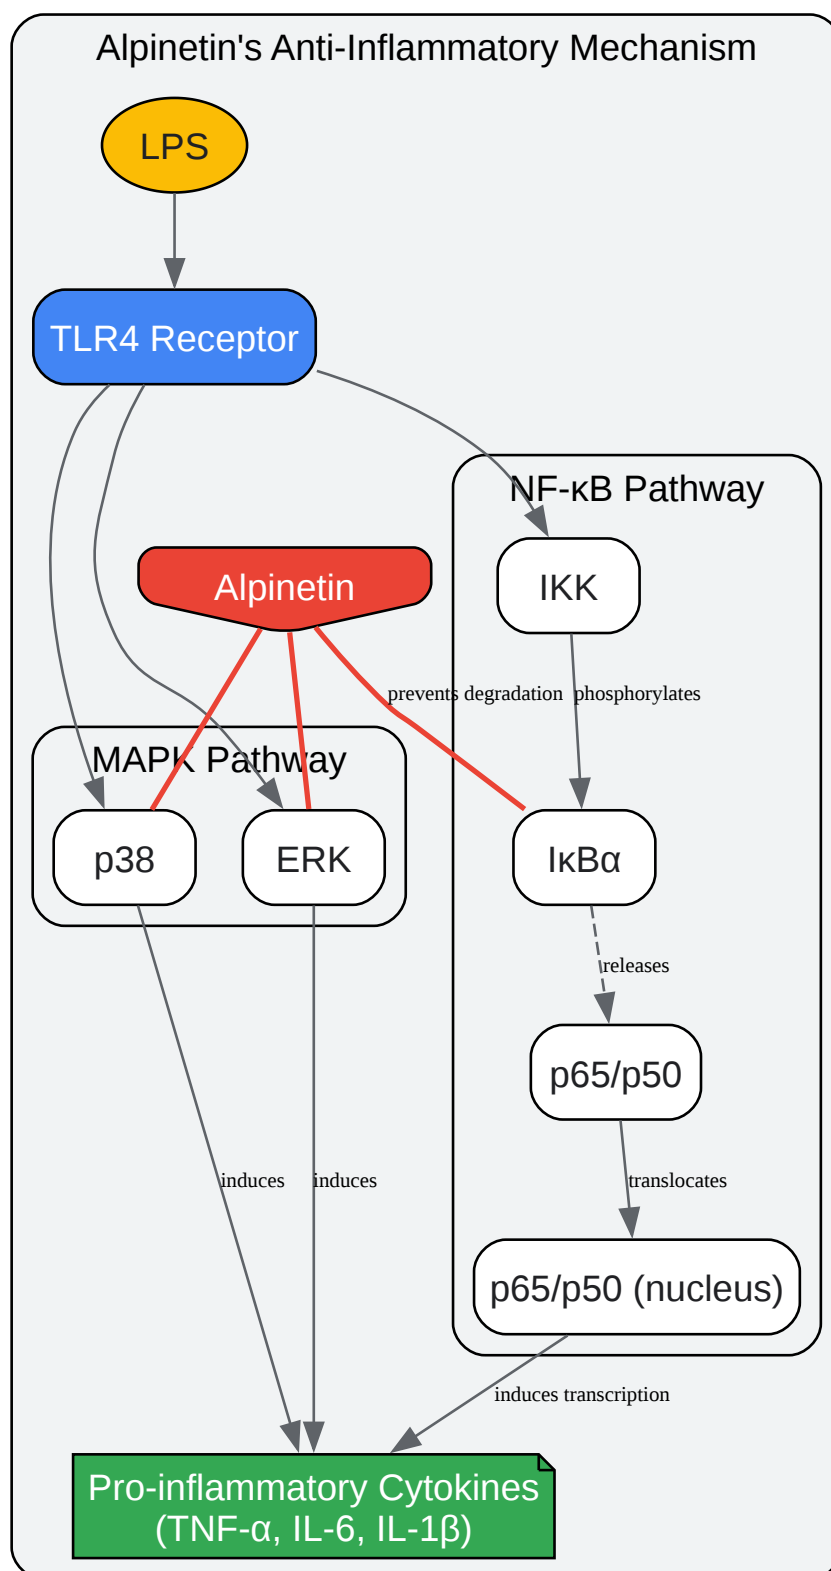 Alpinetin's Anti-Inflammatory Mechanism
LPS
TLR4 Receptor
NF-κB Pathway
IKK
Alpinetin
prevents degradation
phosphorylates
MAPK Pathway
p38
ERK
IκBα
releases
p65/p50
induces
induces
translocates
p65/p50 (nucleus)
induces transcription
Pro-inflammatory Cytokines
(TNF-α, IL-6, IL-1β)